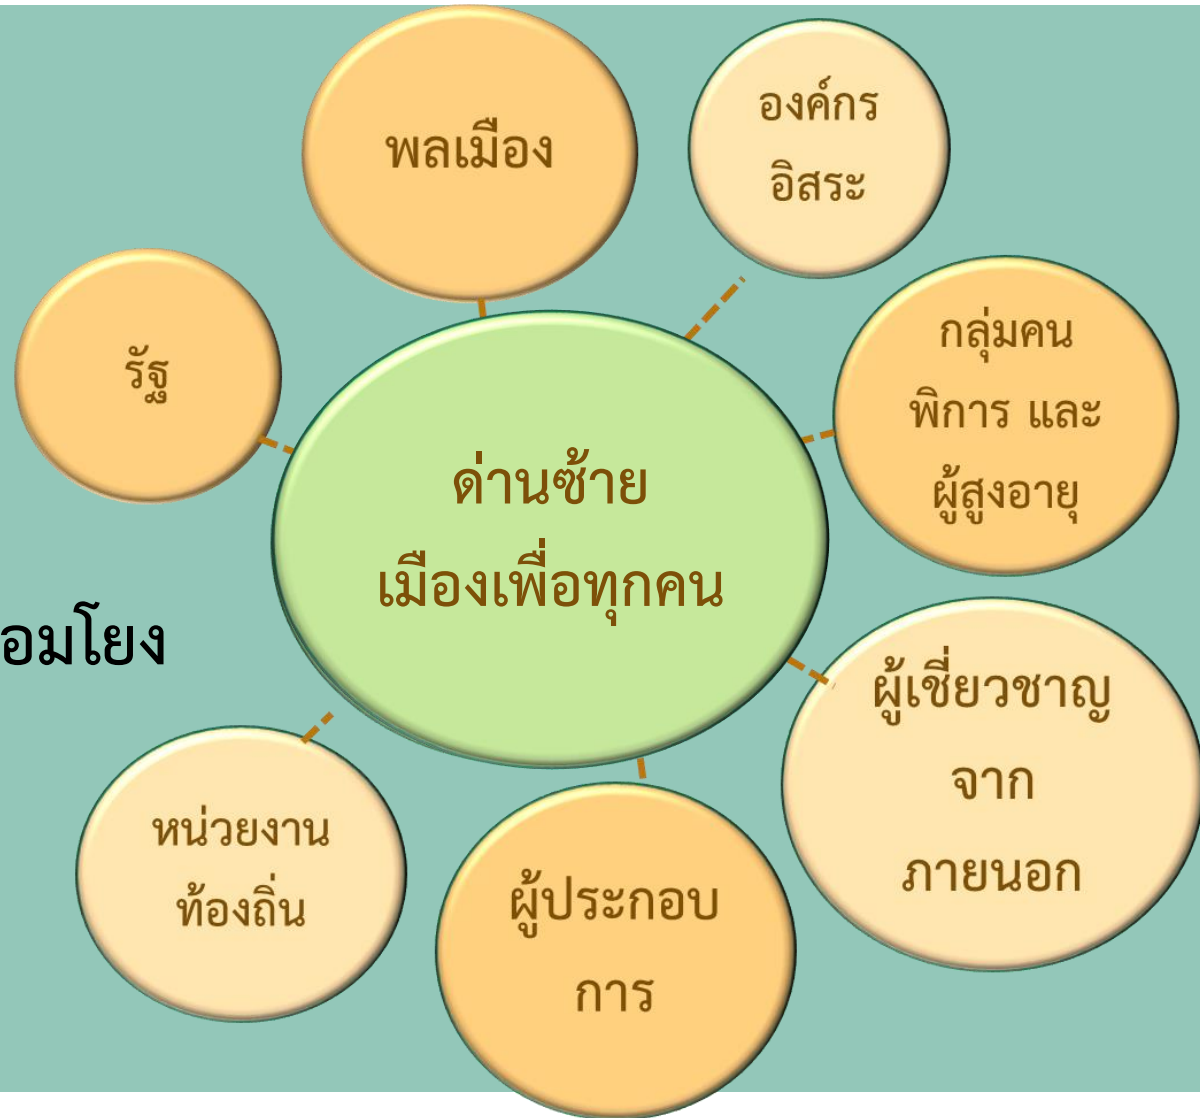 พลเมือง
องค์กร
อิสระ
รัฐ
กลุ่มคน
พิการ และ
ผู้สูงอายุ
ด่านซ้าย
เมืองเพื่อทุกคน
อมโยง
ผู้เชี่ยวชาญ
จาก
ภายนอก
หน่วยงาน
ท้องถิ่น
ผู้ประกอบ
การ